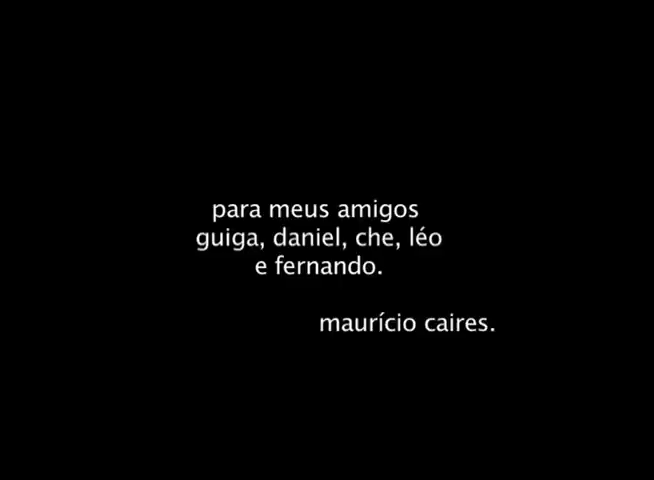 para meus amigos
guiga, daniel, che, léo
e fernando.
maurício caires.